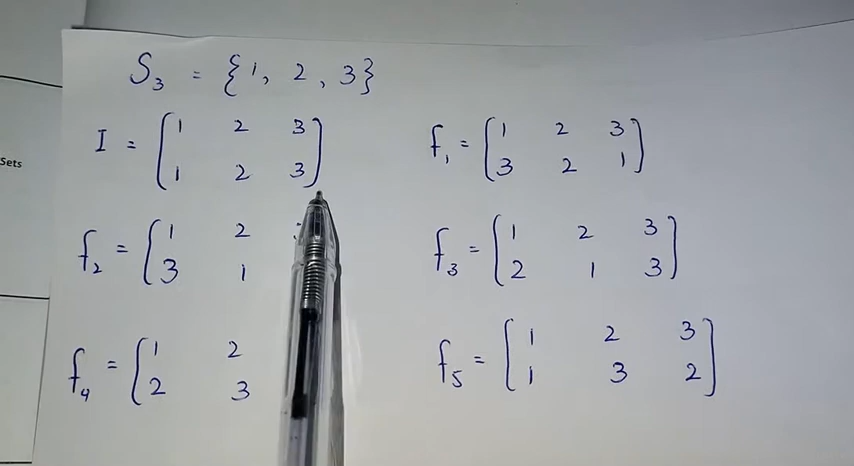 S₃ = {1, 2, 3}
I = [1 2 3
1 2 3]
f₁ = [1 2 3
3 2 1]
Sets
f₂ = [1 2
3 1
f₃ = [1 2 3
2 1 3]
f₄ = [1 2
2 3
f₅ = [1 2 3
1 3 2]